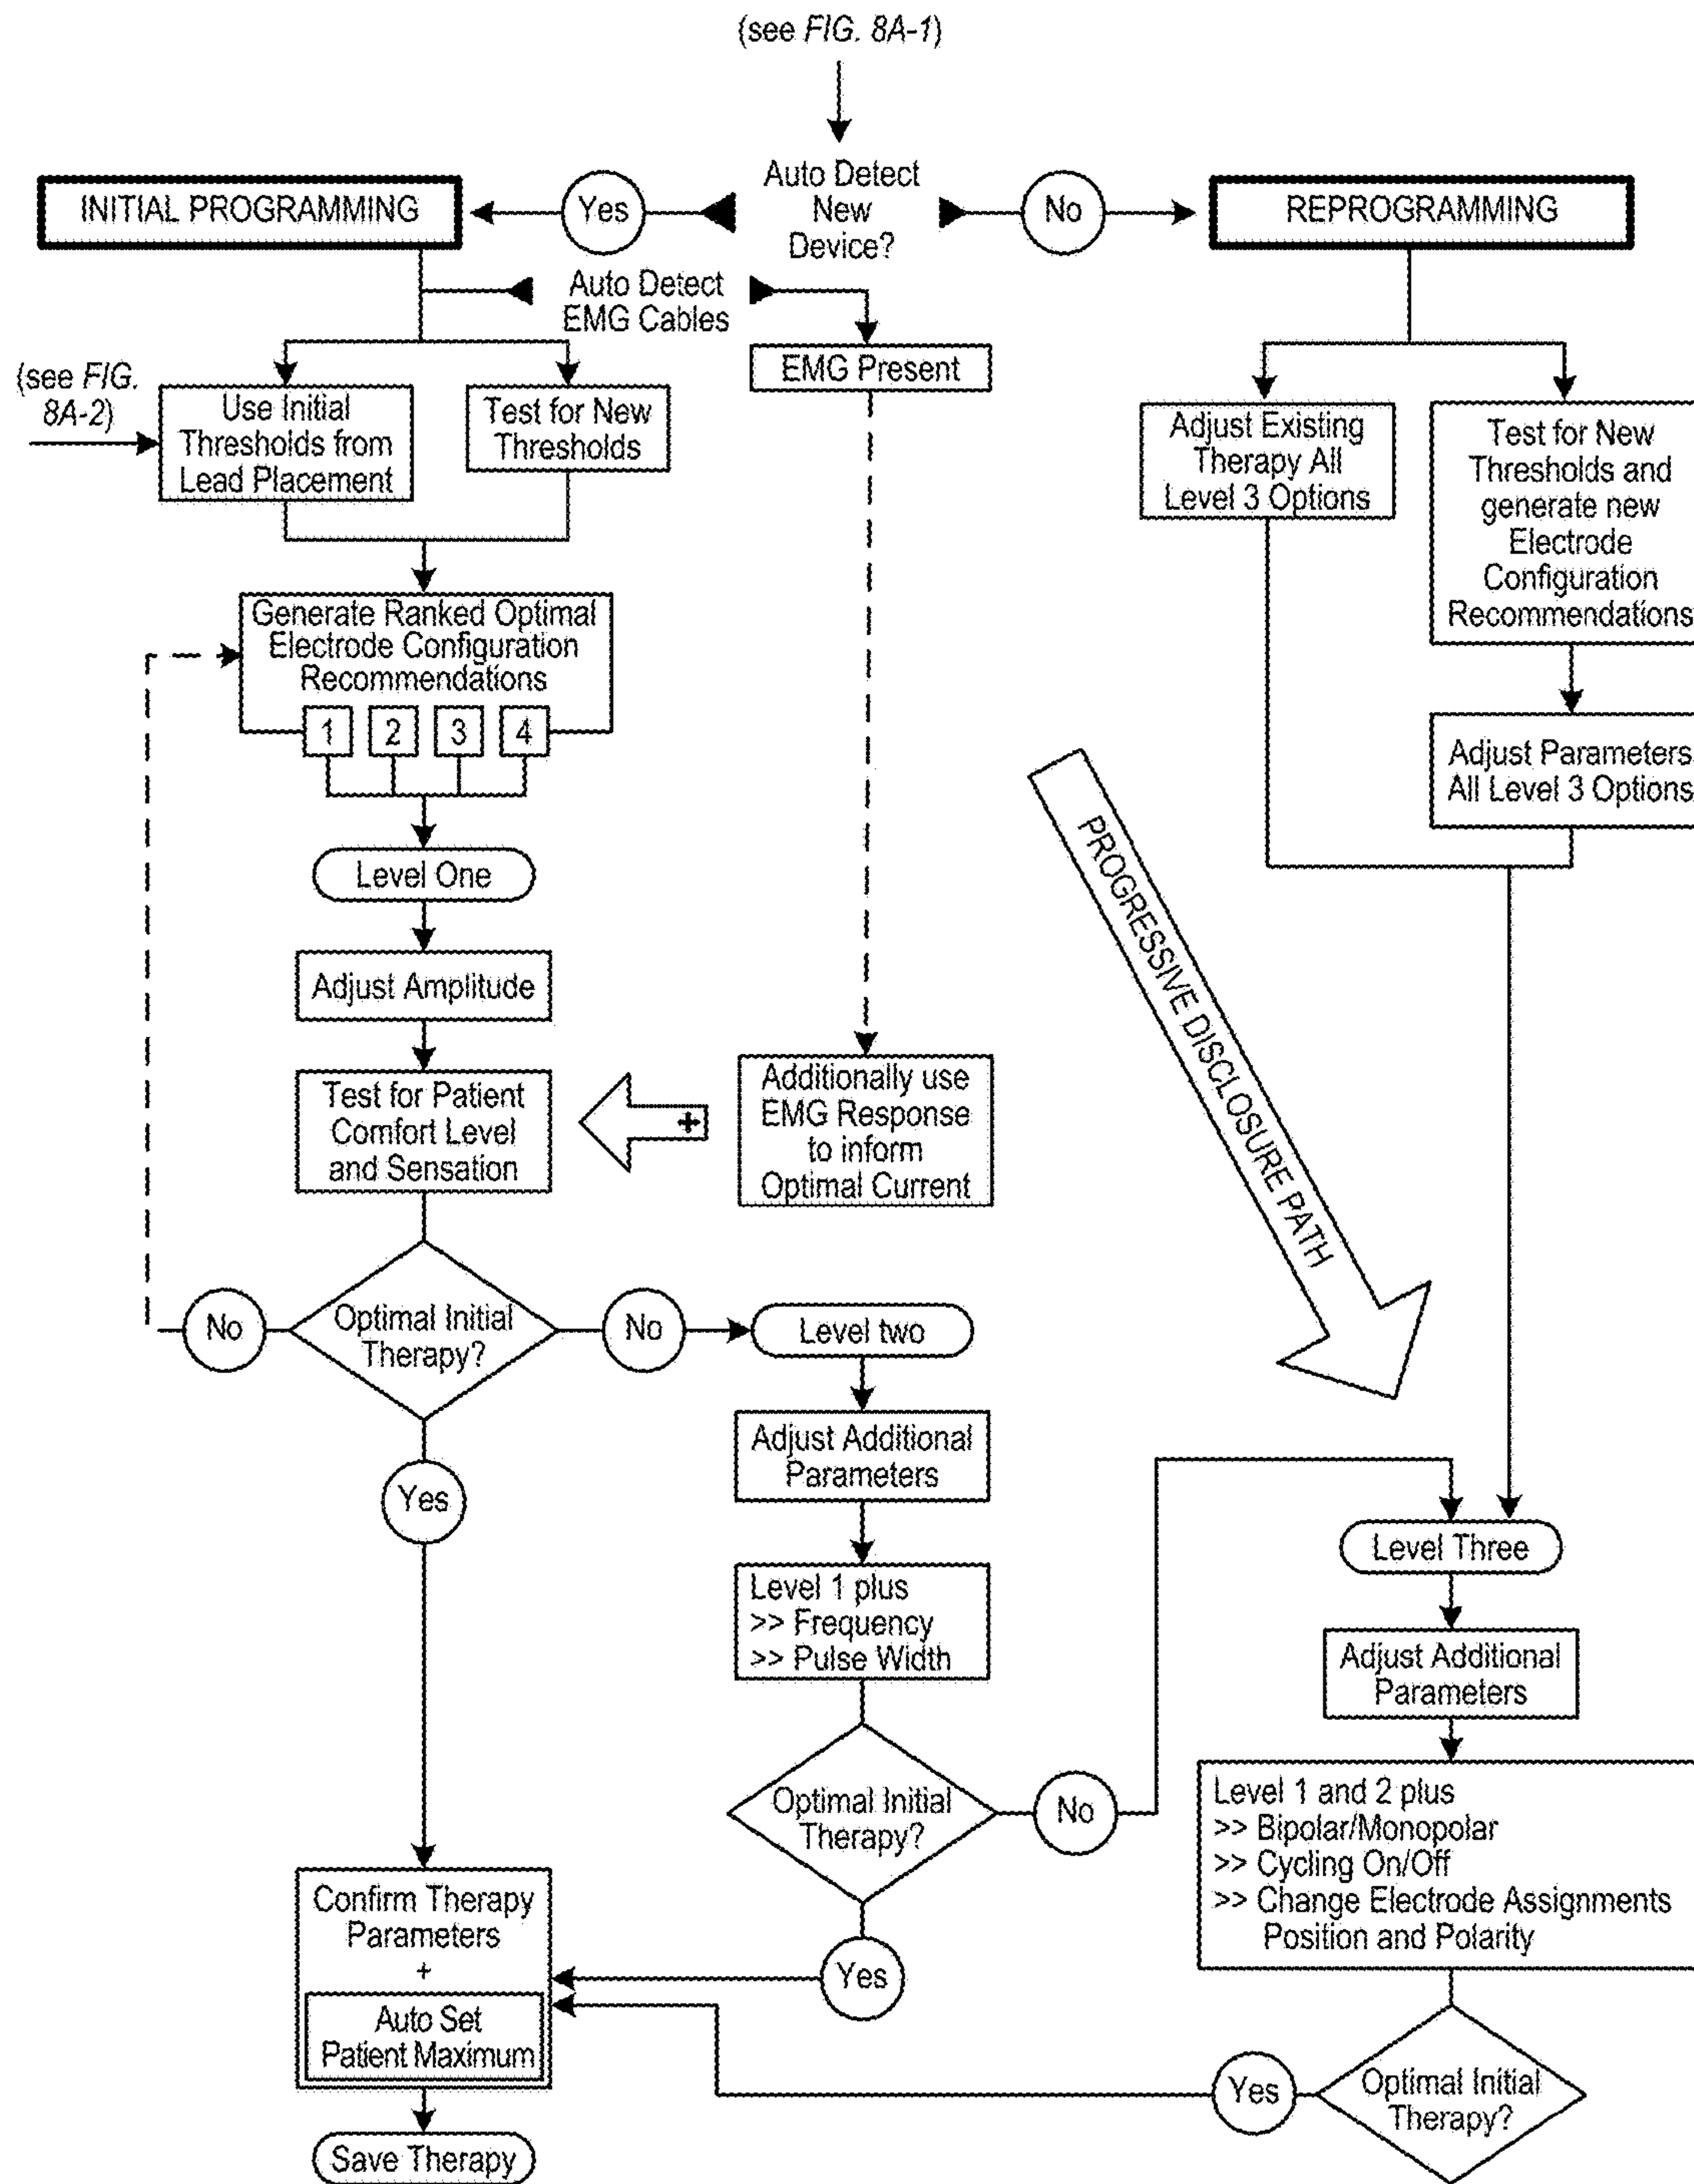 (see FIG. 8A-1)
Auto Detect
New
Device?
INITIAL PROGRAMMING
Yes
No
REPROGRAMMING
Auto Detect
EMG Cables
EMG Present
(see FIG.
8A-2)
Use Initial
Thresholds from
Lead Placement
Test for New
Thresholds
Adjust Existing
Therapy All
Level 3 Options
Test for New
Thresholds and
generate new
Electrode
Configuration
Recommendations
Generate Ranked Optimal
Electrode Configuration
Recommendations
1
2
3
4
Adjust Parameters
All Level 3 Options
PROGRESSIVE DISCLOSURE PATH
Level One
Adjust Amplitude
Test for Patient
Comfort Level
and Sensation
+
Additionally use
EMG Response
to inform
Optimal Current
No
Optimal Initial
Therapy?
No
Level two
Adjust Additional
Parameters
Yes
Level 1 plus
>> Frequency
>> Pulse Width
Level Three
Adjust Additional
Parameters
Optimal Initial
Therapy?
No
Level 1 and 2 plus
>> Bipolar/Monopolar
>> Cycling On/Off
>> Change Electrode Assignments
Position and Polarity
Confirm Therapy
Parameters
+
Auto Set
Patient Maximum
Yes
Yes
Optimal Initial
Therapy?
Save Therapy